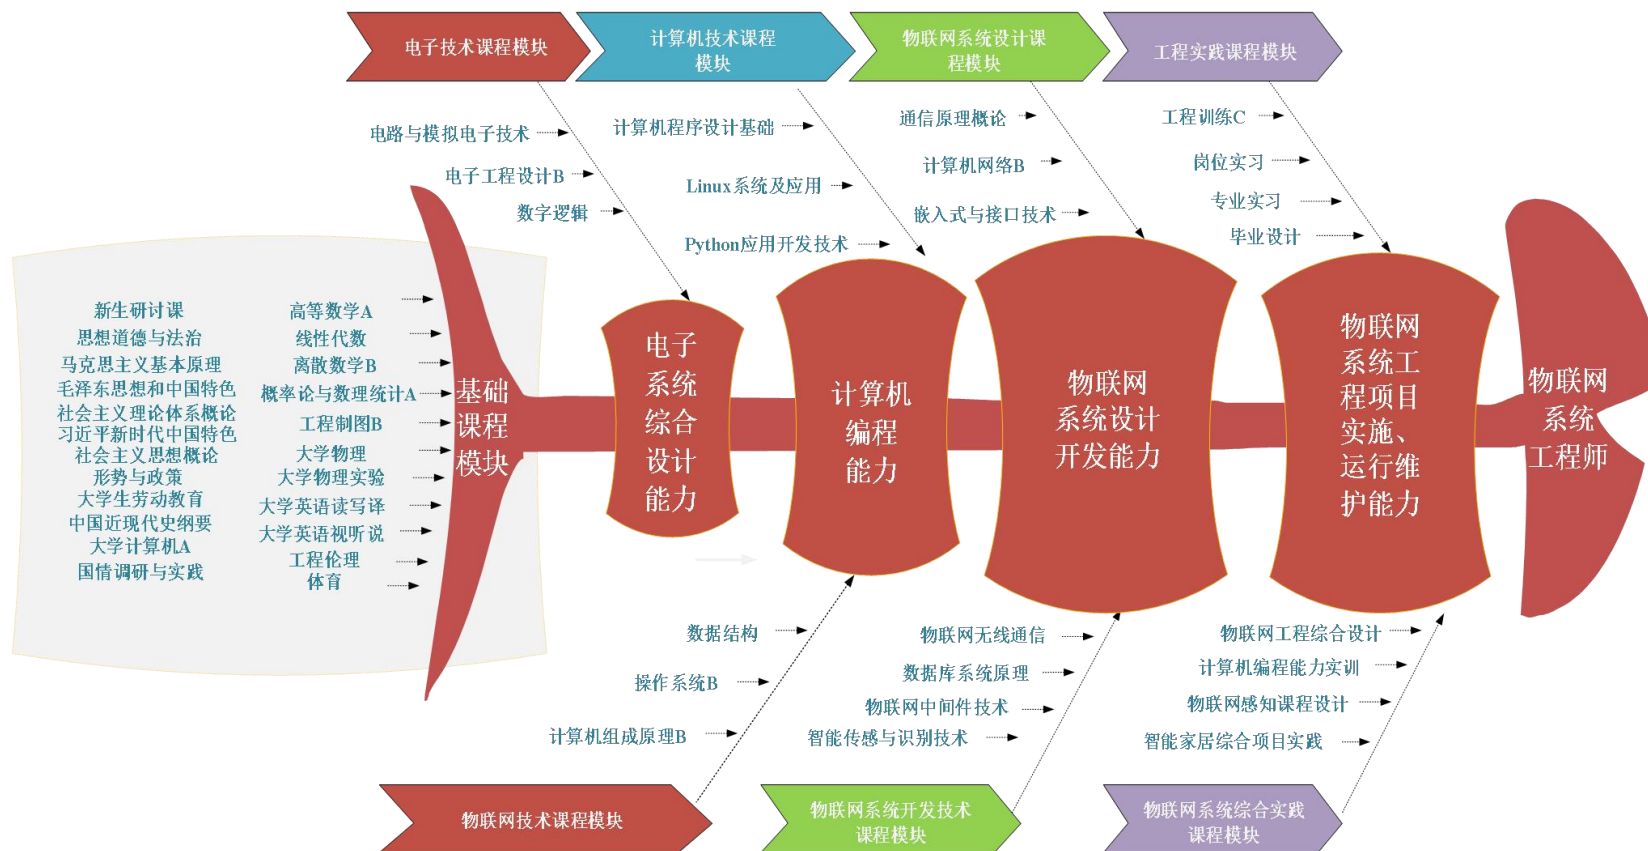 电子技术课程模块
计算机技术课程
模块
物联网系统设计课
程模块
工程实践课程模块
电路与模拟电子技术
电子工程设计B
数字逻辑
计算机程序设计基础
Linux系统及应用
Python应用开发技术
通信原理概论
计算机网络B
嵌入式与接口技术
工程训练C
岗位实习
专业实习
毕业设计
新生研讨课
思想道德与法治
马克思主义基本原理
毛泽东思想和中国特色
社会主义理论体系概论
习近平新时代中国特色
社会主义思想概论
形势与政策
大学生劳动教育
中国近现代史纲要
大学计算机A
国情调研与实践
高等数学A
线性代数
离散数学B
概率论与数理统计A
工程制图B
大学物理
大学物理实验
大学英语读写译
大学英语视听说
工程伦理
体育
基础
课程
模块
电子
系统
综合
设计
能力
计算机
编程
能力
物联网
系统设计
开发能力
物联网
系统工
程项目
实施、
运行维
护能力
物联网
系统
工程师
数据结构
操作系统B
计算机组成原理B
物联网无线通信
数据库系统原理
物联网中间件技术
智能传感与识别技术
物联网工程综合设计
计算机编程能力实训
物联网感知课程设计
智能家居综合项目实践
物联网技术课程模块
物联网系统开发技术
课程模块
物联网系统综合实践
课程模块